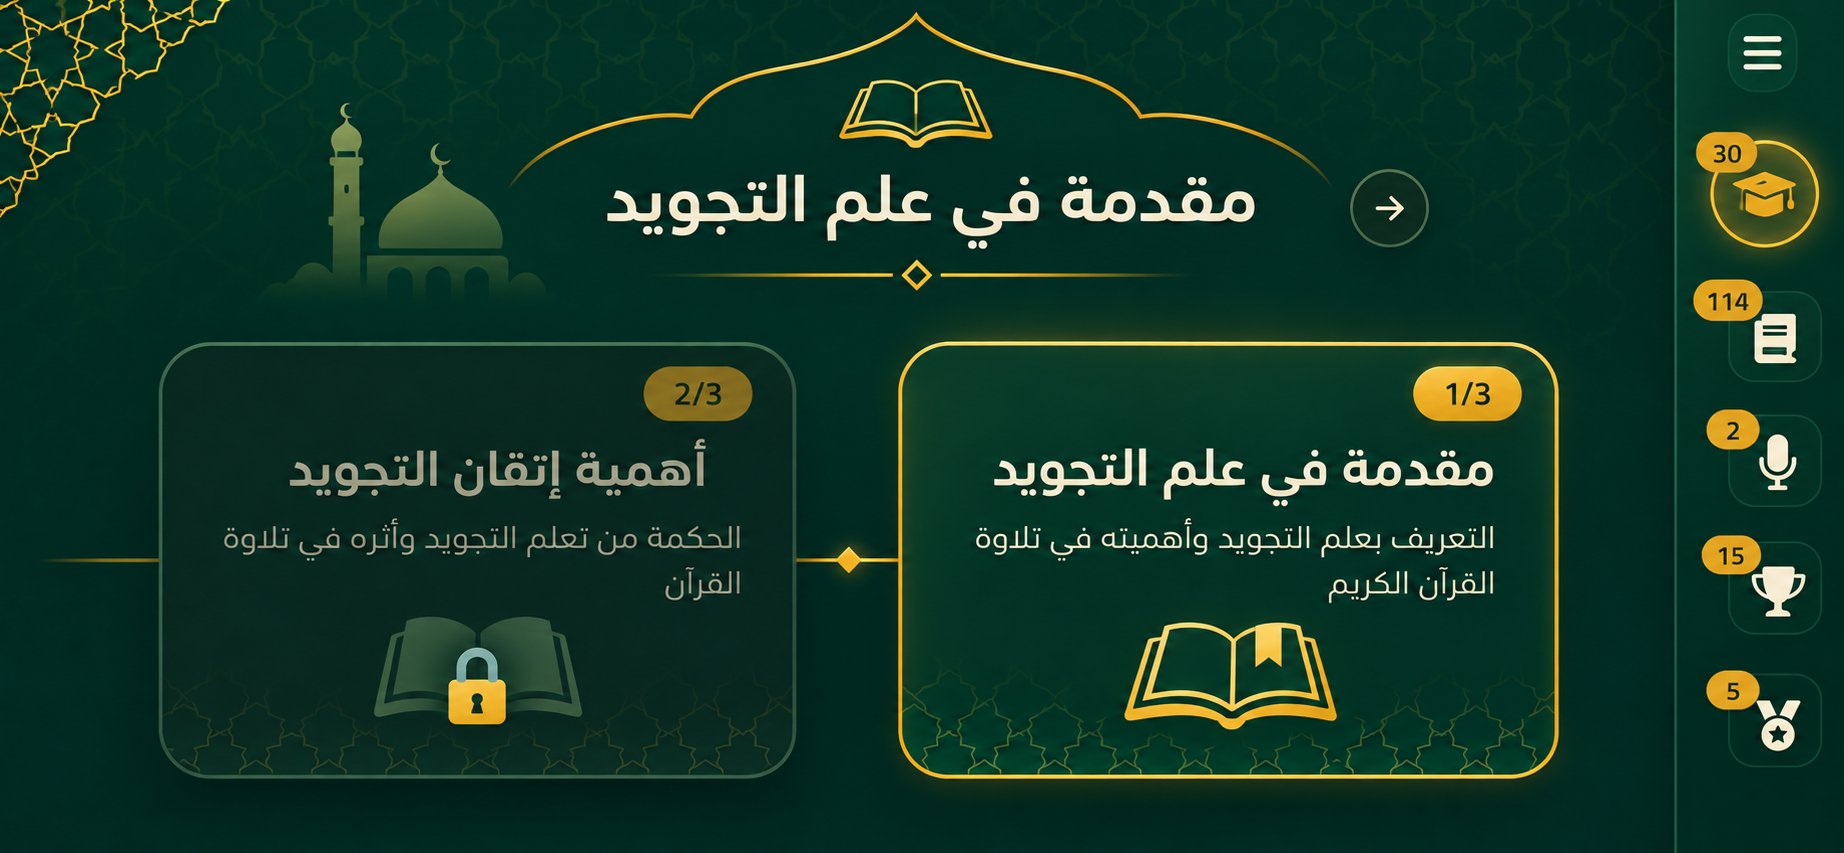 مقدمة في علم التجويد
1/3
مقدمة في علم التجويد
التعريف بعلم التجويد وأهميته في تلاوة
القرآن الكريم
2/3
أهمية إتقان التجويد
الحكمة من تعلم التجويد وأثره في تلاوة
القرآن
30
114
2
15
5